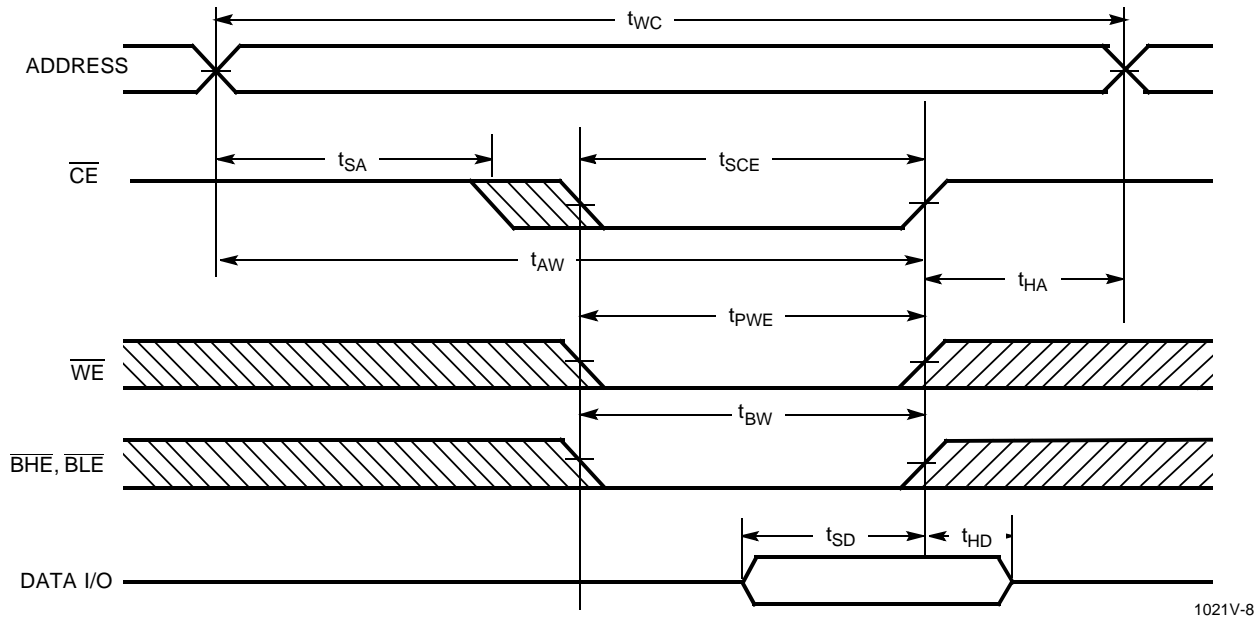 tWC
ADDRESS
tSA
tSCE
CE
tAW
tHA
tPWE
WE
tBW
BHE, BLE
tSD
tHD
DATA I/O
1021V-8